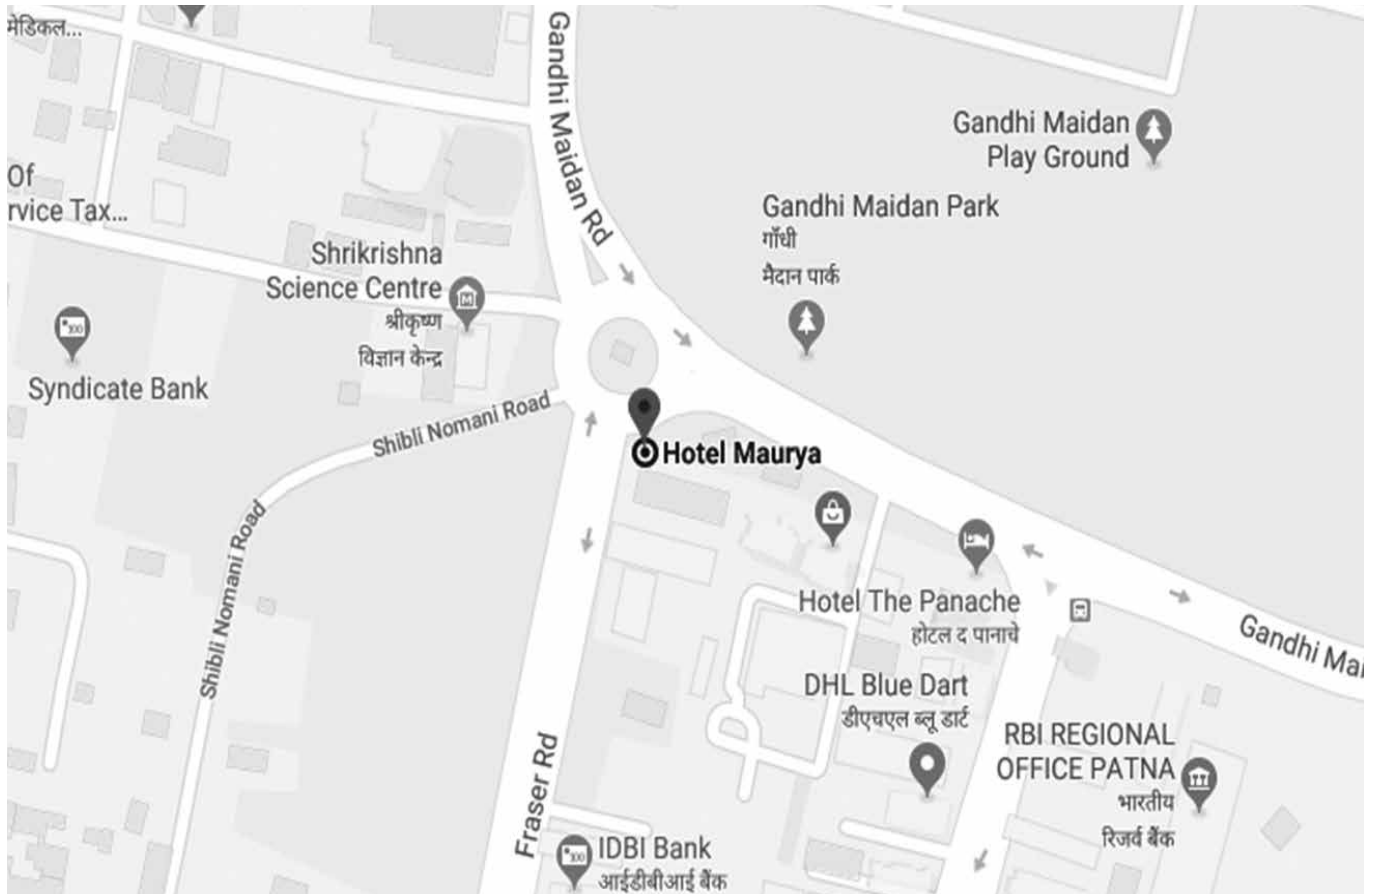 मेडिकल...
Gandhi Maidan Rd
Gandhi Maidan
Play Ground
Of
rvice Tax...
Gandhi Maidan Park
गाँधी
मैदान पार्क
Shrikrishna
Science Centre
श्रीकृष्ण
विज्ञान केन्द्र
Syndicate Bank
Shibli Nomani Road
Hotel Maurya
Shibli Nomani Road
Hotel The Panache
होटल द पानाचे
Gandhi Mai
DHL Blue Dart
डीएचएल ब्लू डार्ट
RBI REGIONAL
OFFICE PATNA
भारतीय
रिजर्व बैंक
Fraser Rd
IDBI Bank
आईडीबीआई बैंक